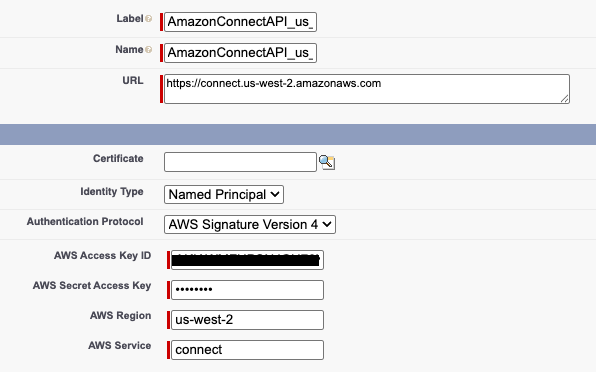 Label AmazonConnectAPI_us_
Name AmazonConnectAPI_us_
URL https://connect.us-west-2.amazonaws.com
Certificate
Identity Type Named Principal
Authentication Protocol AWS Signature Version 4
AWS Access Key ID
AWS Secret Access Key ••••••••
AWS Region us-west-2
AWS Service connect